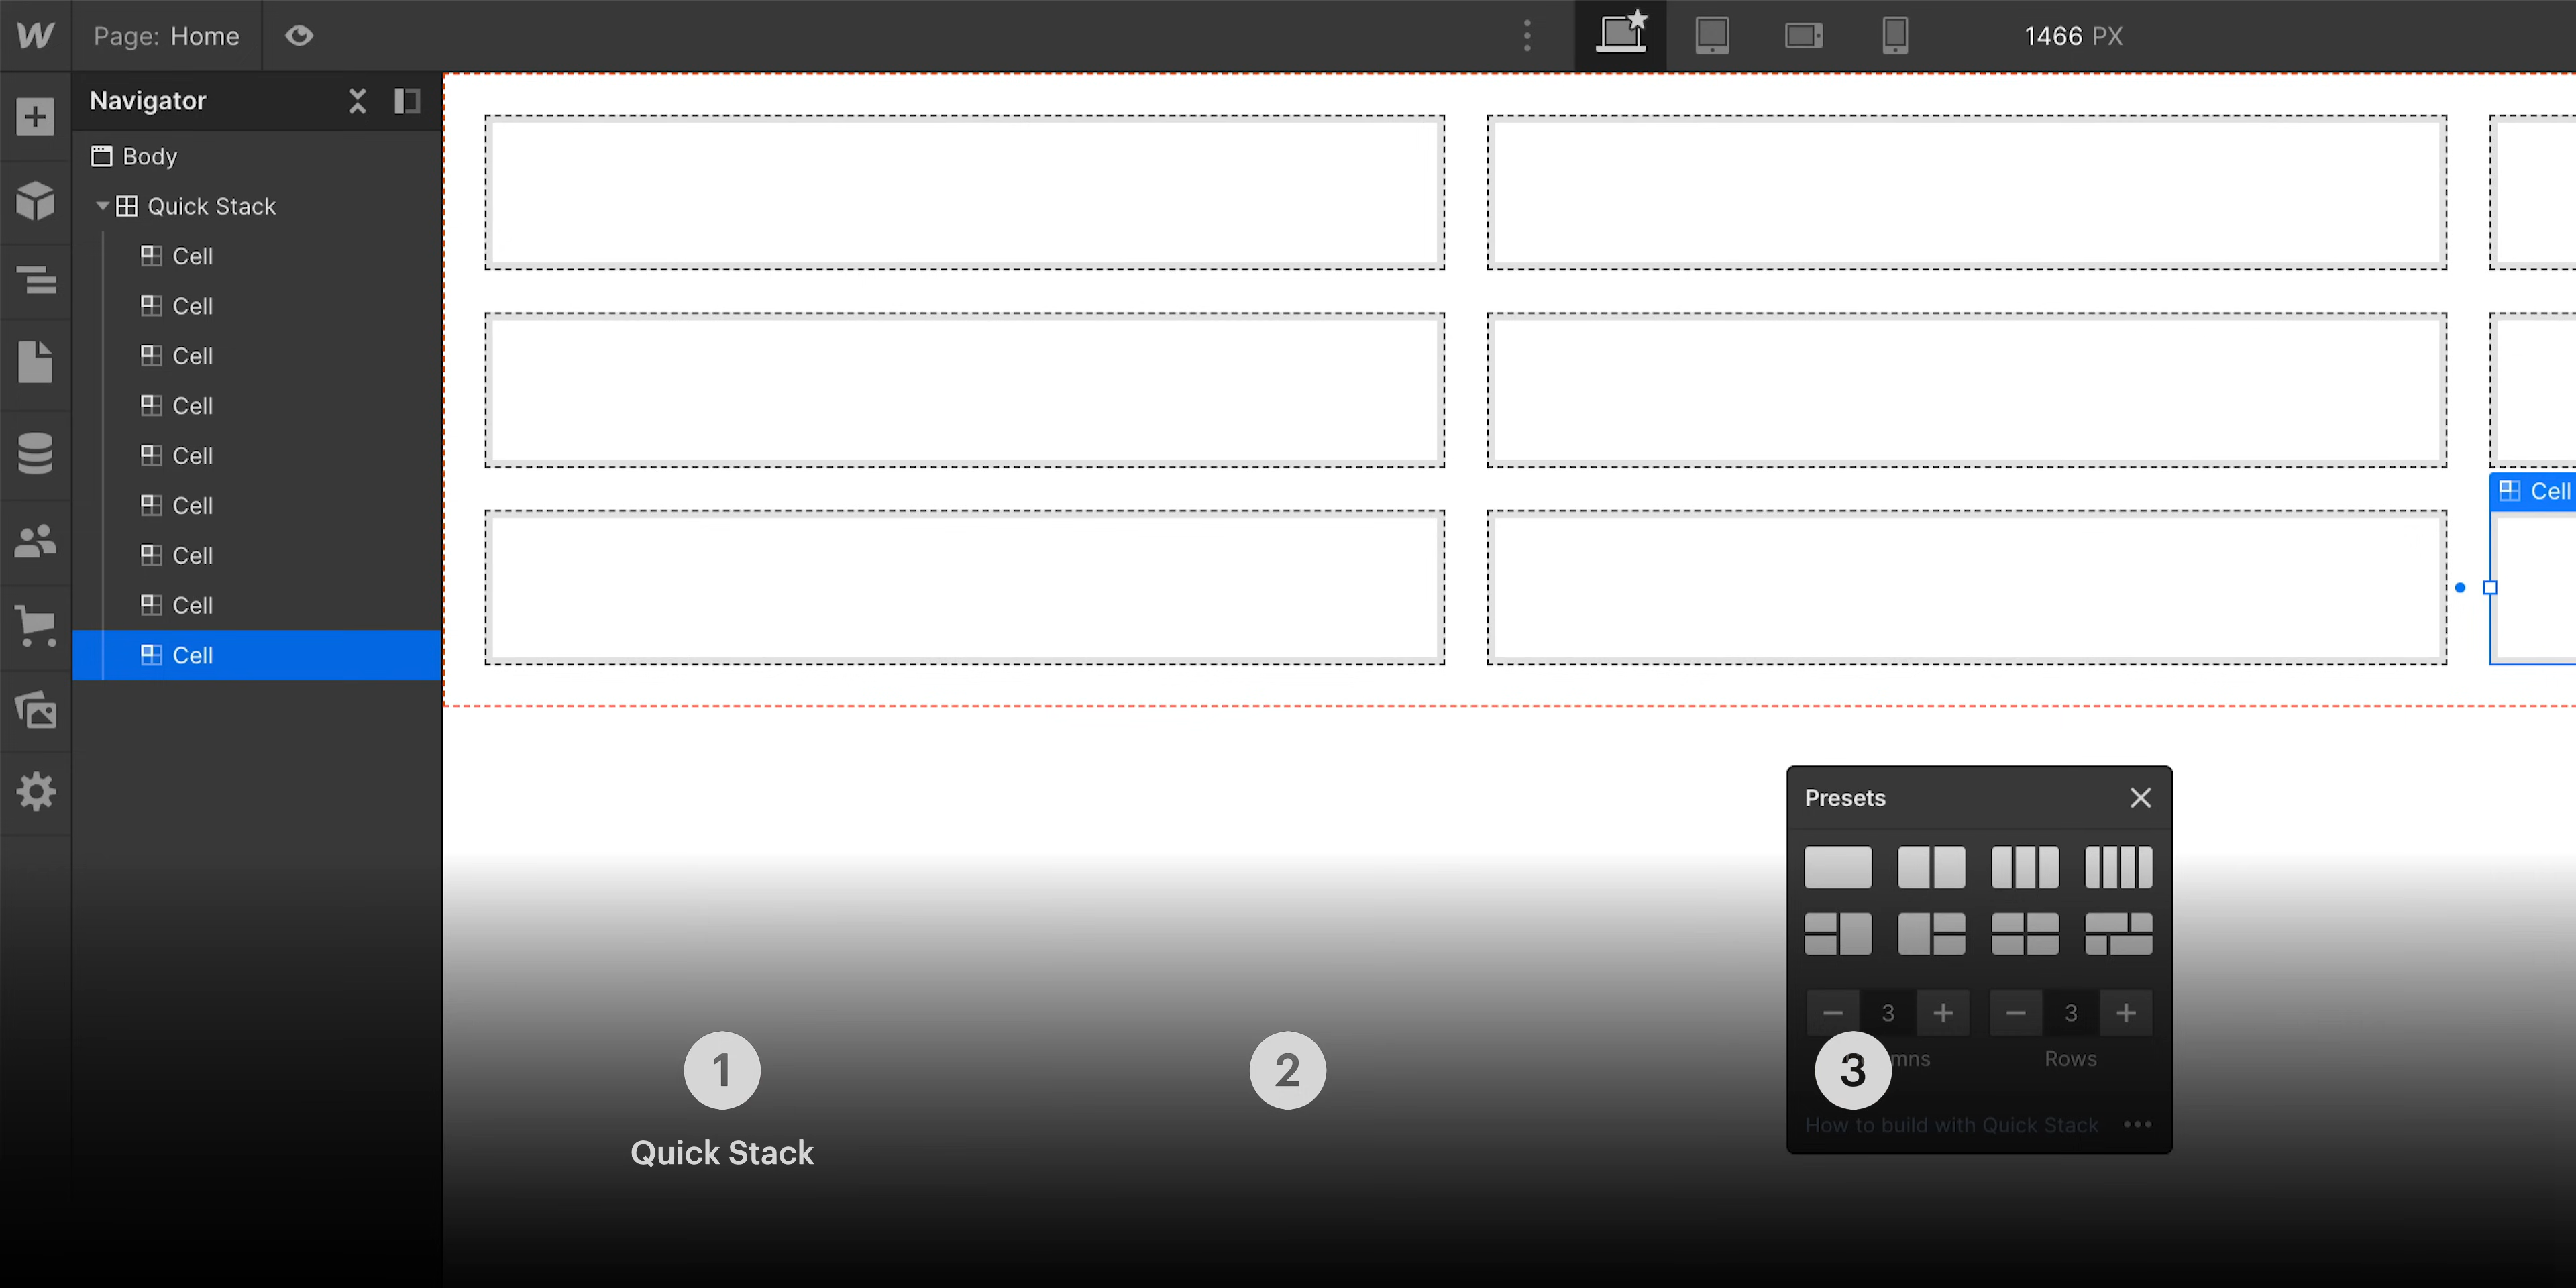 Page: Home
1466 PX
Navigator
Body
Quick Stack
Cell
Cell
Cell
Cell
Cell
Cell
Cell
Cell
Cell
Cell
Presets
3
3
mns
Rows
How to build with Quick Stack
1
2
3
Quick Stack